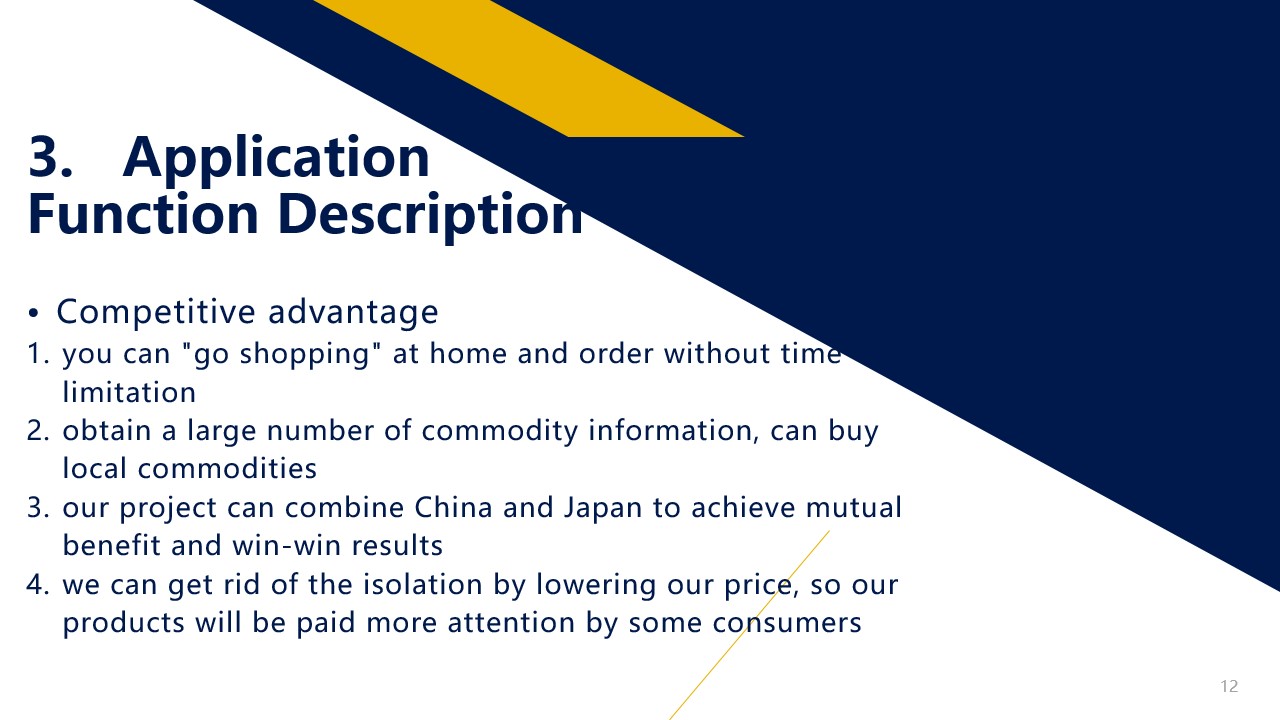 3. Application
Function Description
• Competitive advantage
1. you can "go shopping" at home and order without time
limitation
2. obtain a large number of commodity information, can buy
local commodities
3. our project can combine China and Japan to achieve mutual
benefit and win-win results
4. we can get rid of the isolation by lowering our price, so our
products will be paid more attention by some consumers
12